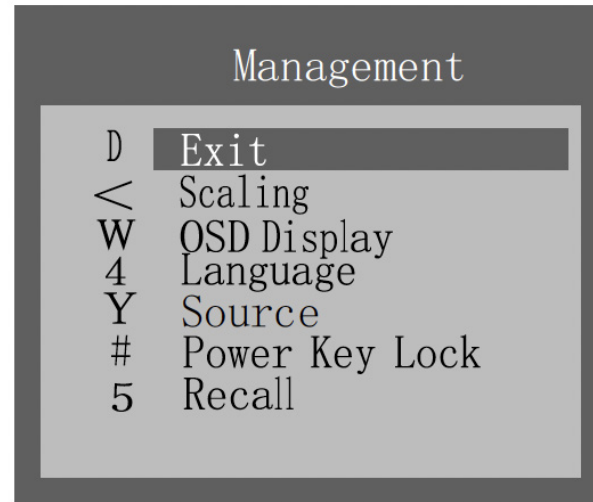 Management
D Exit
< Scaling
W OSD Display
4 Language
Y Source
# Power Key Lock
5 Recall